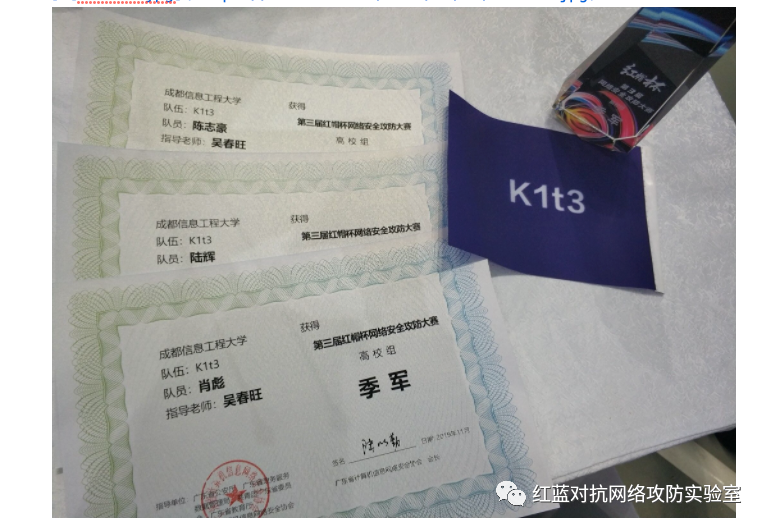 成都信息工程大学
队伍：K1t3
队员：陈志豪
指导老师：吴春旺
获得
第三届红帽杯网络安全攻防大赛
高校组
成都信息工程大学
队伍：K1t3
队员：陆辉
获得
第三届红帽杯网络安全攻防大赛
成都信息工程大学
队伍：K1t3
队员：肖彪
指导老师：吴春旺
获得
第三届红帽杯网络安全攻防大赛
高校组
季军
签名
日期：2019年11月
广东省计算机信息网络安全协会 会长
指导单位：
K1t3
红帽杯
红蓝对抗网络攻防实验室